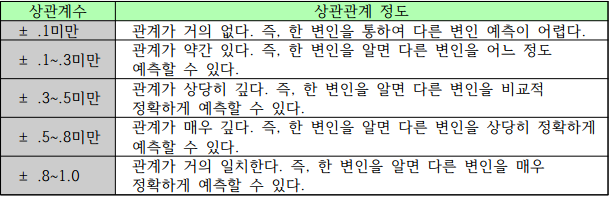 상관계수 상관관계 정도
± .1미만 관계가 거의 없다. 즉, 한 변인을 통하여 다른 변인 예측이 어렵다.
± .1~.3미만 관계가 약간 있다. 즉, 한 변인을 알면 다른 변인을 어느 정도
예측할 수 있다.
± .3~.5미만 관계가 상당히 깊다. 즉, 한 변인을 알면 다른 변인을 비교적
정확하게 예측할 수 있다.
± .5~.8미만 관계가 매우 깊다. 즉, 한 변인을 알면 다른 변인을 상당히 정확하게
예측할 수 있다.
± .8~1.0 관계가 거의 일치한다. 즉, 한 변인을 알면 다른 변인을 매우
정확하게 예측할 수 있다.